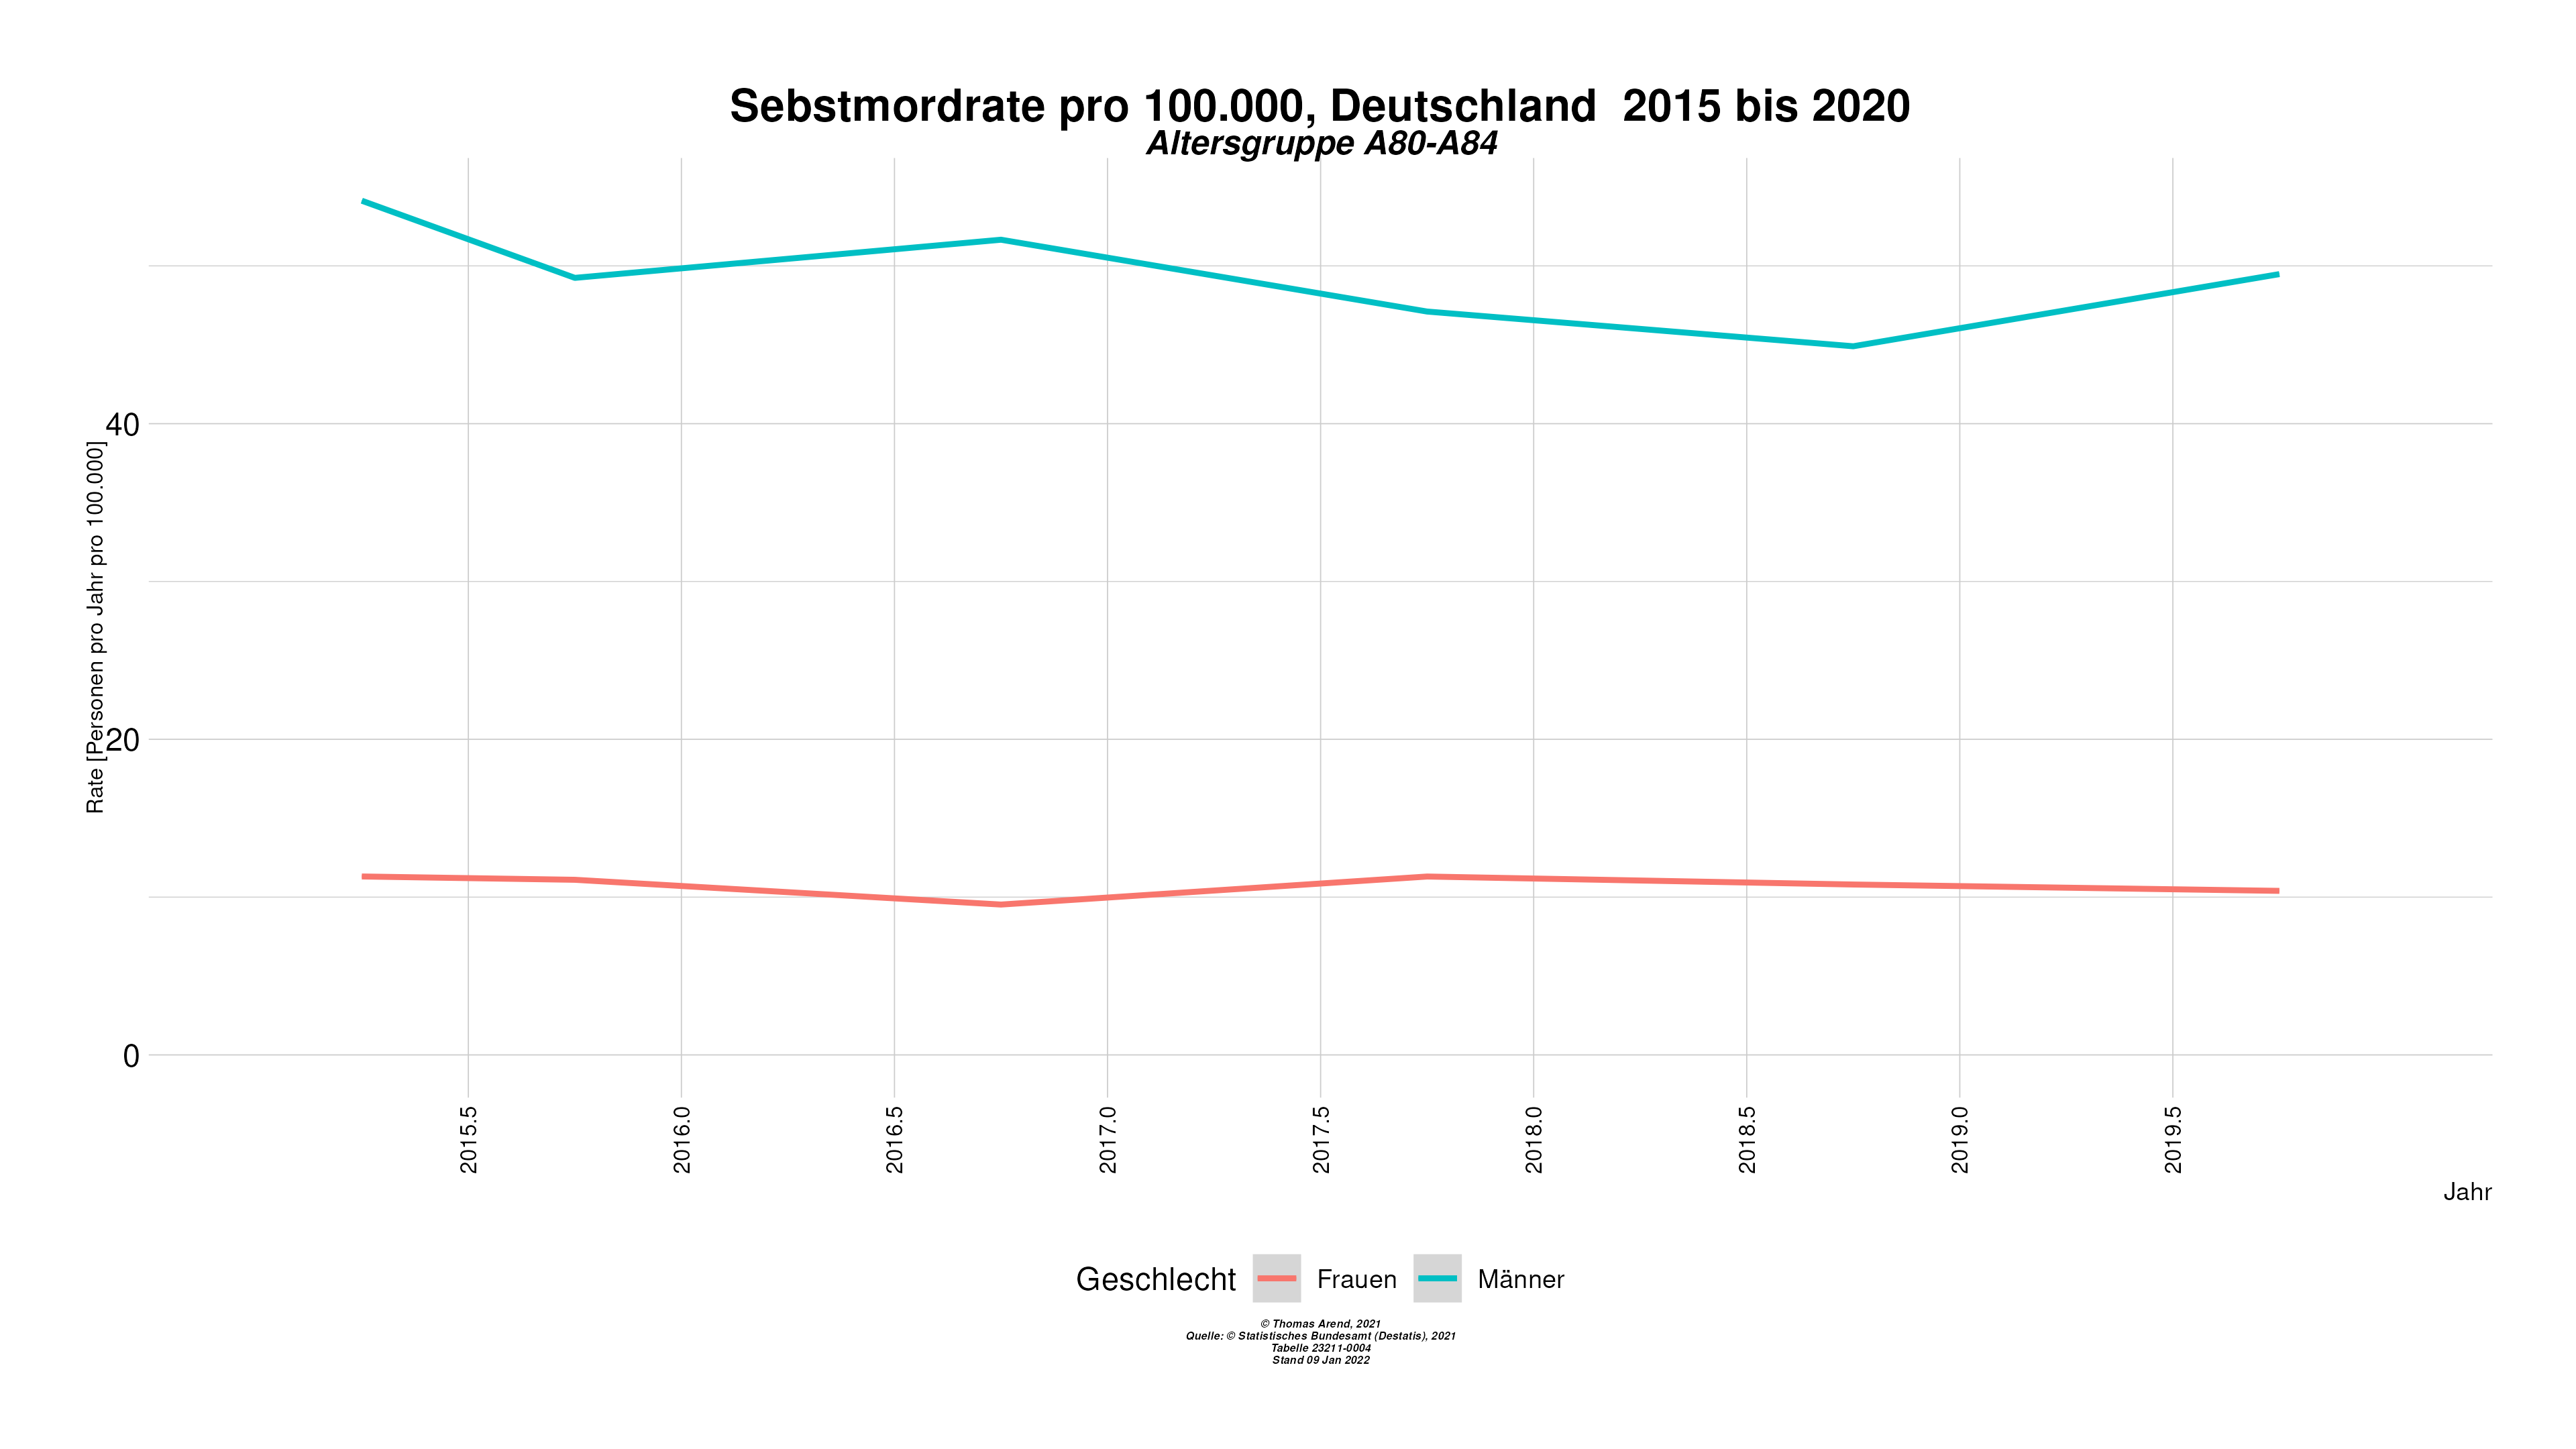 Sebstmordrate pro 100.000, Deutschland  2015 bis 2020
Altersgruppe A80-A84
Rate [Personen pro Jahr pro 100.000]
40
20
0
2015.5
2016.0
2016.5
2017.0
2017.5
2018.0
2018.5
2019.0
2019.5
Jahr
Geschlecht Frauen Männer
© Thomas Arend, 2021
Quelle: © Statistisches Bundesamt (Destatis), 2021
Tabelle 23211-0004
Stand 09 Jan 2022